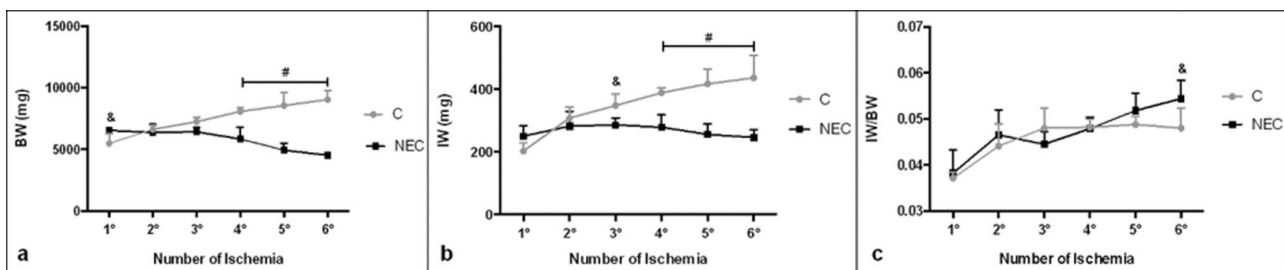 15000
10000
5000
0
BW (mg)
&
#
C
NEC
1° 2° 3° 4° 5° 6°
Number of Ischemia
a
600
400
200
0
IW (mg)
&
#
C
NEC
1° 2° 3° 4° 5° 6°
Number of Ischemia
b
0.06
0.05
0.04
0.03
IW/BW
&
C
NEC
1° 2° 3° 4° 5° 6°
Number of Ischemia
c